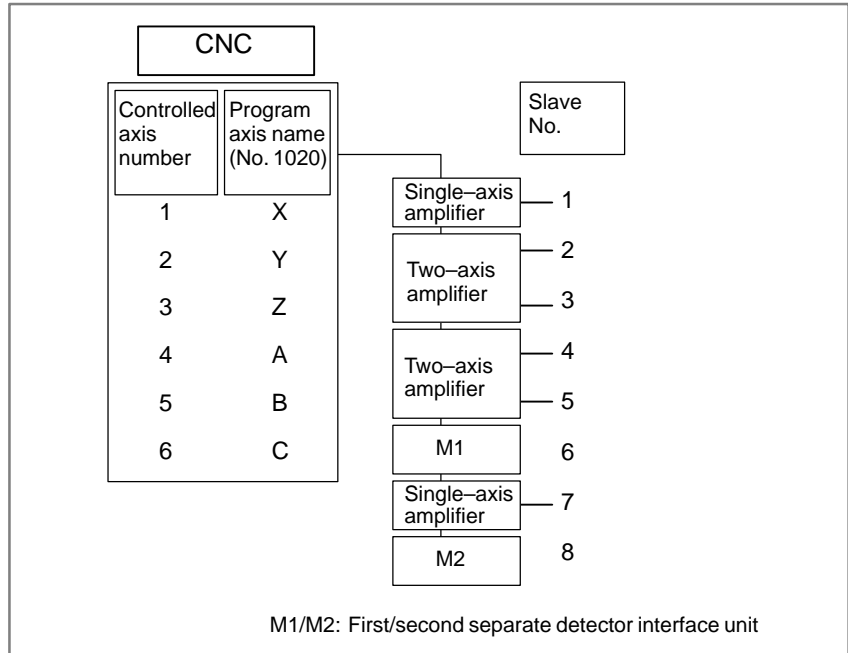 CNC
Controlled
axis
number
Program
axis name
(No. 1020)
Slave
No.
1 X
2 Y
3 Z
4 A
5 B
6 C
Single–axis
amplifier
1
Two–axis
amplifier
2
3
Two–axis
amplifier
4
5
M1
6
Single–axis
amplifier
7
M2
8
M1/M2: First/second separate detector interface unit